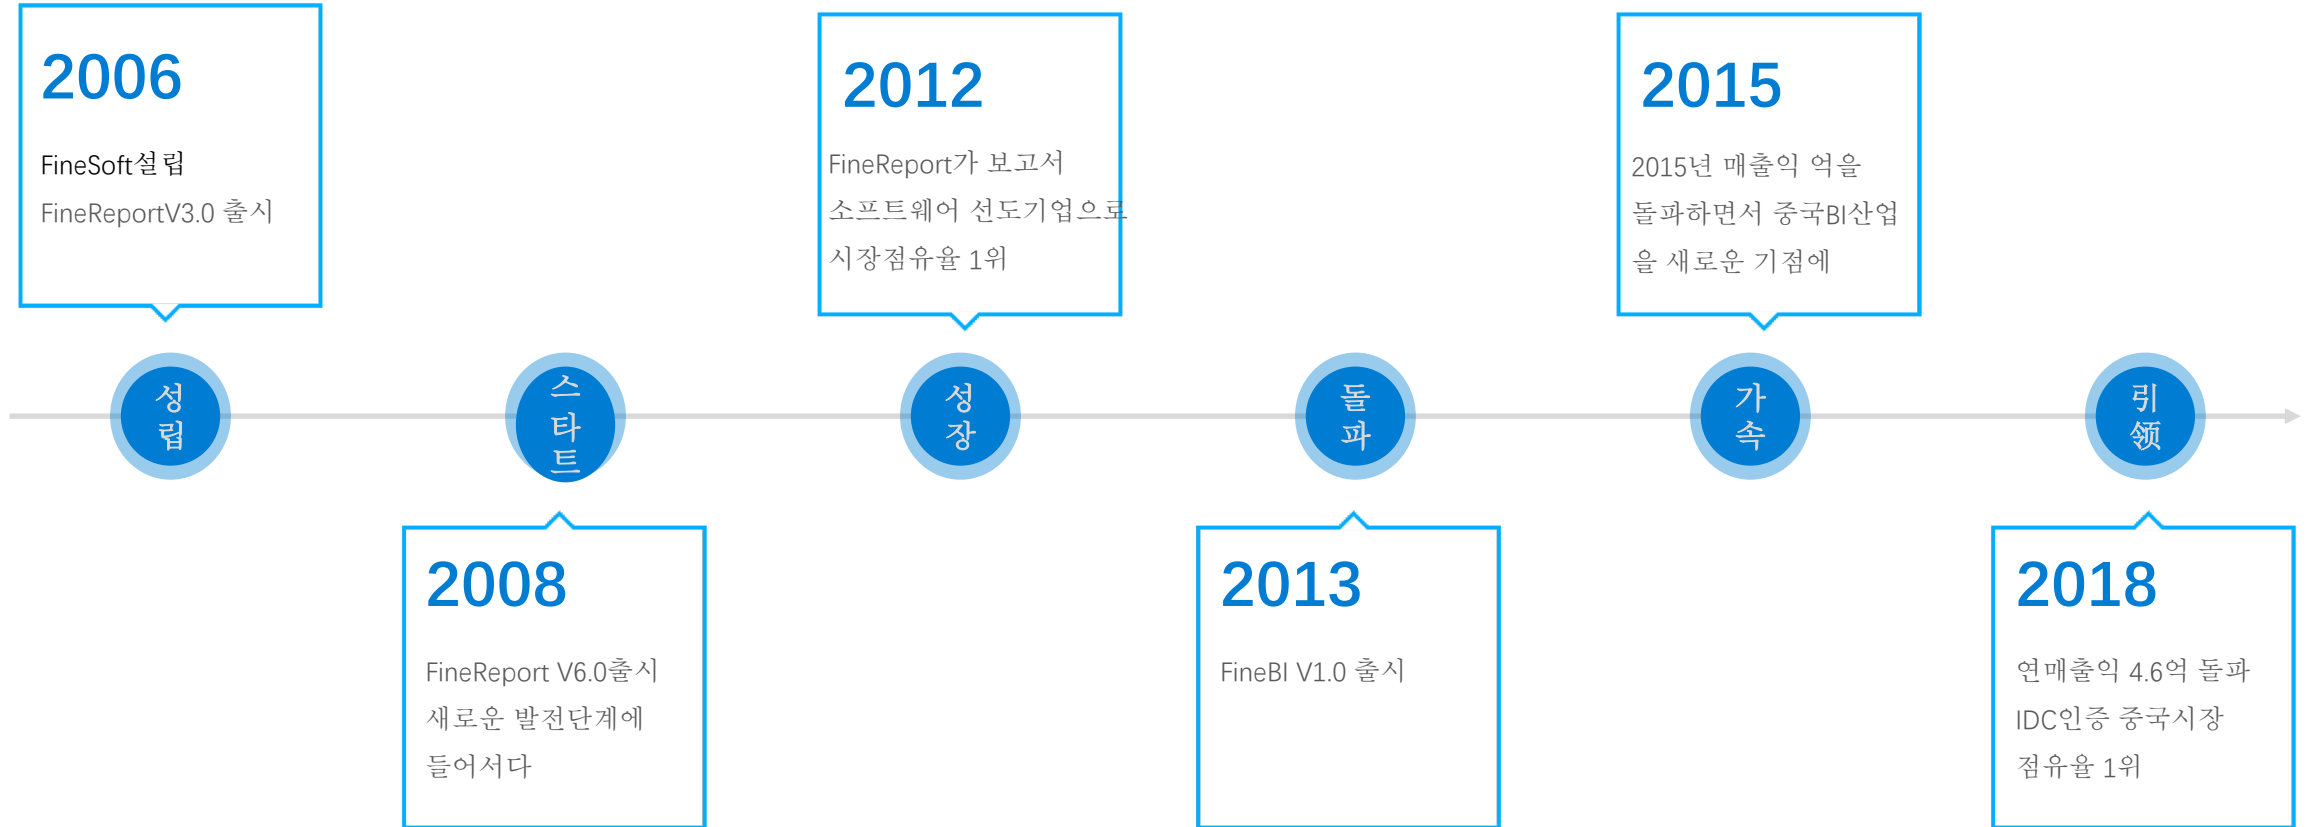 2006
FineSoft설립
FineReportV3.0 출시
2012
FineReport가 보고서
소프트웨어 선도기업으로
시장점유율 1위
2015
2015년 매출익 억을
돌파하면서 중국BI산업
을 새로운 기점에
성
립
스
타
트
성
장
돌
파
가
속
引
领
2008
FineReport V6.0출시
새로운 발전단계에
들어서다
2013
FineBI V1.0 출시
2018
연매출익 4.6억 돌파
IDC인증 중국시장
점유율 1위